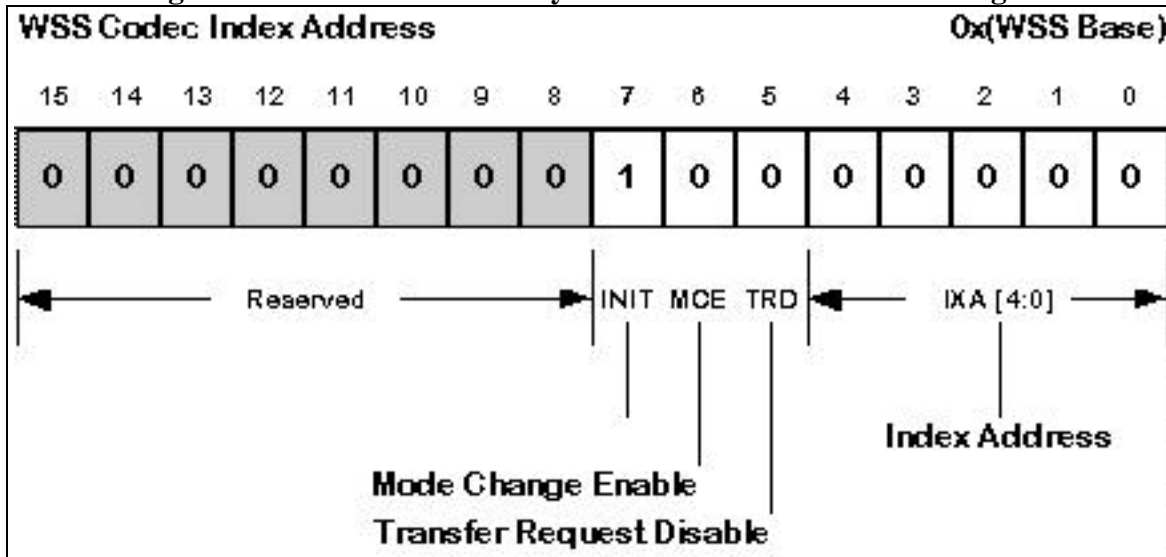 WSS Codec Index Address 0x(WSS Base)
15 14 13 12 11 10 9 8 7 6 5 4 3 2 1 0
0 0 0 0 0 0 0 0 1 0 0 0 0 0 0 0
Reserved INIT MCE TRD IXA [4:0]
Index Address
Mode Change Enable
Transfer Request Disable